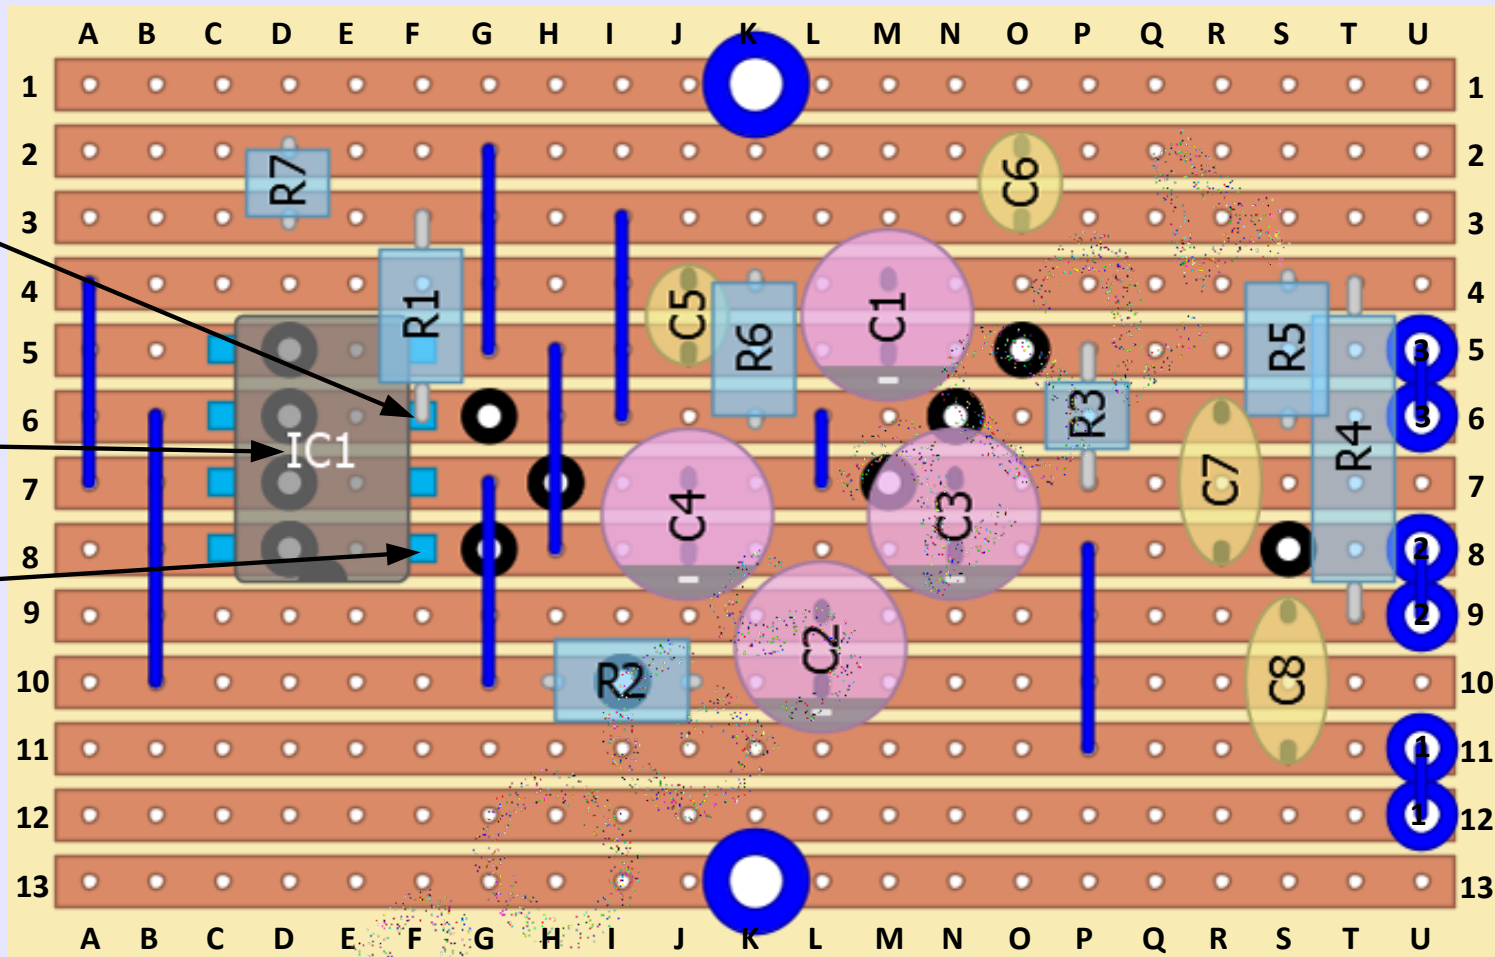 A B C D E F G H I J K L M N O P Q R S T U
1 1
2 2
R7
C6
3 3
4 4
R1 C5 R6 C1 R5
5 3 5
6 3 6
R3
IC1
R4
7 7
C7
C4 C3
8 2 8
9 2 9
C2
10 R2 C8 10
11 1 11
12 1 12
13 13
A B C D E F G H I J K L M N O P Q R S T U